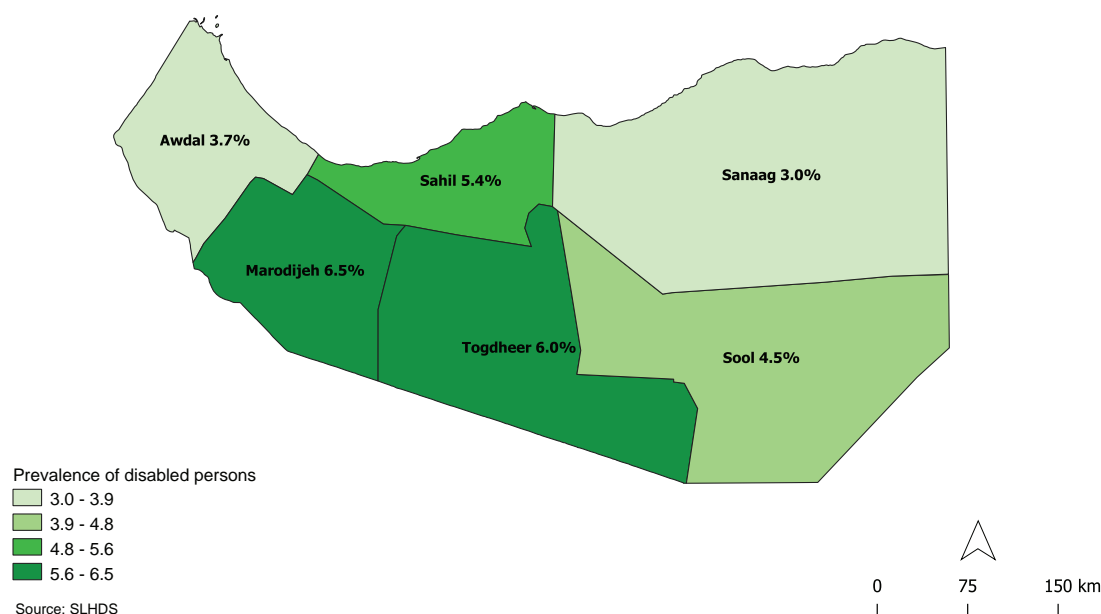 Awdal 3.7%
Sahil 5.4%
Sanaag 3.0%
Marodijeh 6.5%
Togdheer 6.0%
Sool 4.5%
Prevalence of disabled persons
3.0 - 3.9
3.9 - 4.8
4.8 - 5.6
5.6 - 6.5
Source: SLHDS
0 75 150 km